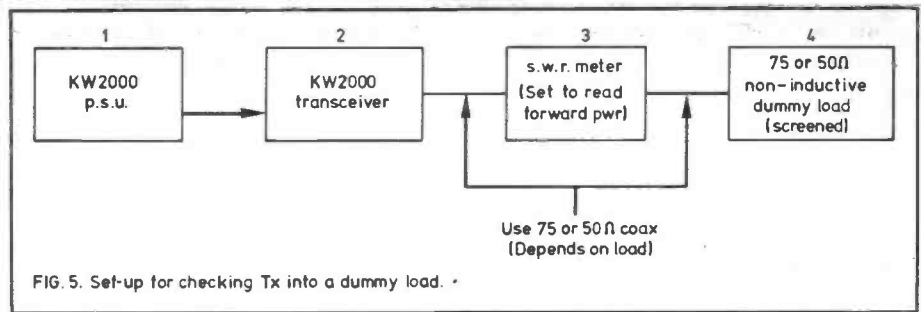 1
KW2000
p.s.u.
2
KW2000
transceiver
3
s.w.r. meter
(Set to read
forward pwr)
4
75 or 50Ω
non-inductive
dummy load
(screened)
Use 75 or 50Ω coax
(Depends on load)
FIG. 5. Set-up for checking Tx into a dummy load.